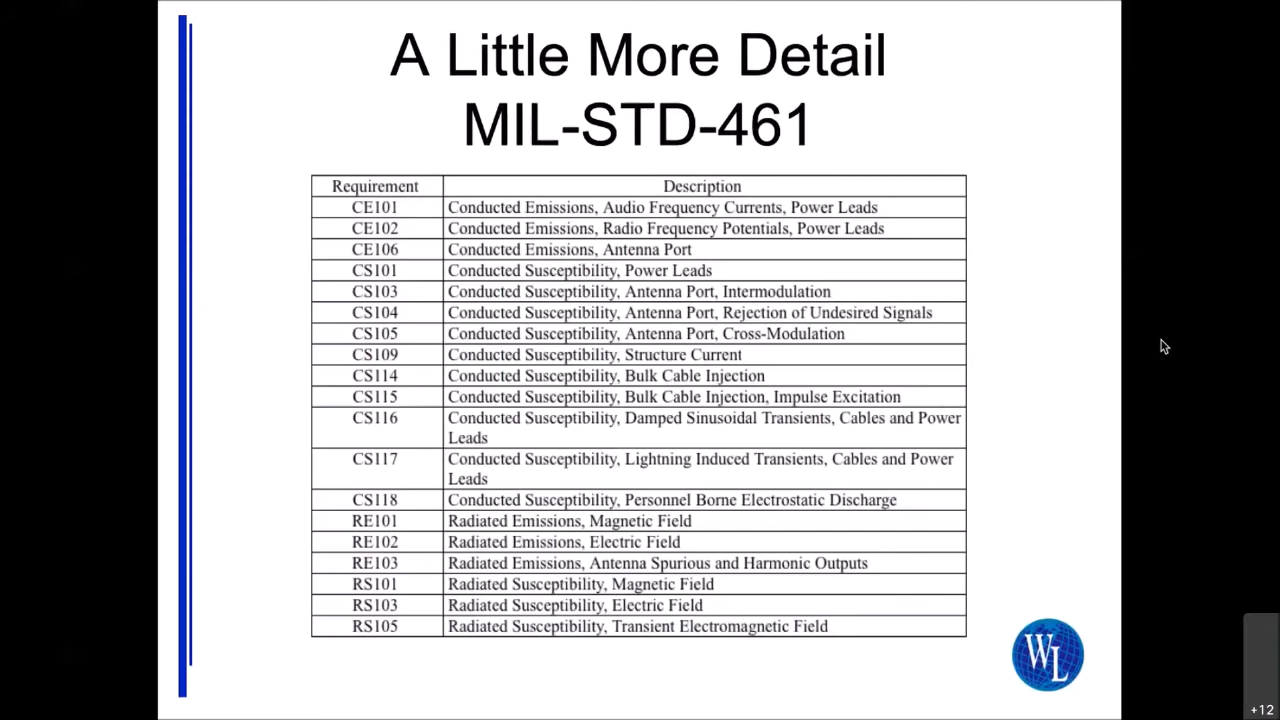 A Little More Detail
MIL-STD-461
Requirement Description
CE101 Conducted Emissions, Audio Frequency Currents, Power Leads
CE102 Conducted Emissions, Radio Frequency Potentials, Power Leads
CE106 Conducted Emissions, Antenna Port
CS101 Conducted Susceptibility, Power Leads
CS103 Conducted Susceptibility, Antenna Port, Intermodulation
CS104 Conducted Susceptibility, Antenna Port, Rejection of Undesired Signals
CS105 Conducted Susceptibility, Antenna Port, Cross-Modulation
CS109 Conducted Susceptibility, Structure Current
CS114 Conducted Susceptibility, Bulk Cable Injection
CS115 Conducted Susceptibility, Bulk Cable Injection, Impulse Excitation
CS116 Conducted Susceptibility, Damped Sinusoidal Transients, Cables and Power
Leads
CS117 Conducted Susceptibility, Lightning Induced Transients, Cables and Power
Leads
CS118 Conducted Susceptibility, Personnel Borne Electrostatic Discharge
RE101 Radiated Emissions, Magnetic Field
RE102 Radiated Emissions, Electric Field
RE103 Radiated Emissions, Antenna Spurious and Harmonic Outputs
RS101 Radiated Susceptibility, Magnetic Field
RS103 Radiated Susceptibility, Electric Field
RS105 Radiated Susceptibility, Transient Electromagnetic Field
WL
+12